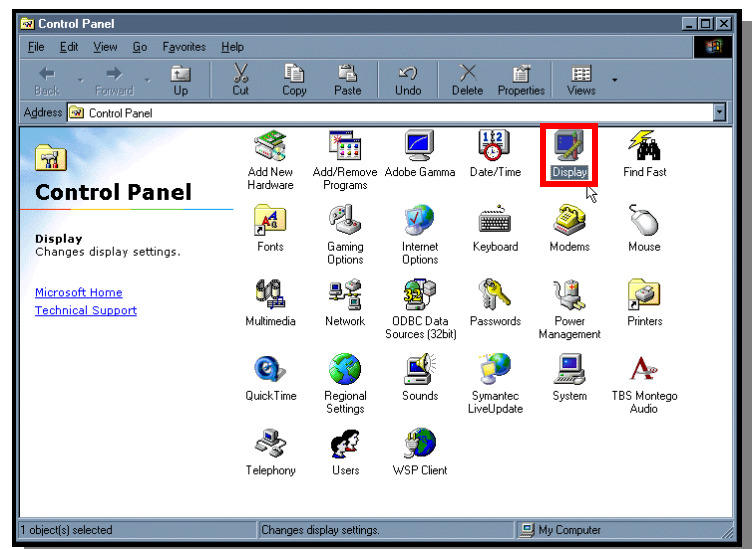 Control Panel
File Edit View Go Favorites Help
Back Forward Up Cut Copy Paste Undo Delete Properties Views
Address Control Panel
Control Panel
Display
Changes display settings.
Microsoft Home
Technical Support
Add New Hardware
Add/Remove Programs
Adobe Gamma
Date/Time
Display
Find Fast
Fonts
Gaming Options
Internet Options
Keyboard
Modems
Mouse
Multimedia
Network
ODBC Data Sources (32bit)
Passwords
Power Management
Printers
QuickTime
Regional Settings
Sounds
Symantec LiveUpdate
System
TBS Montego Audio
Telephony
Users
WSP Client
1 object(s) selected Changes display settings. My Computer